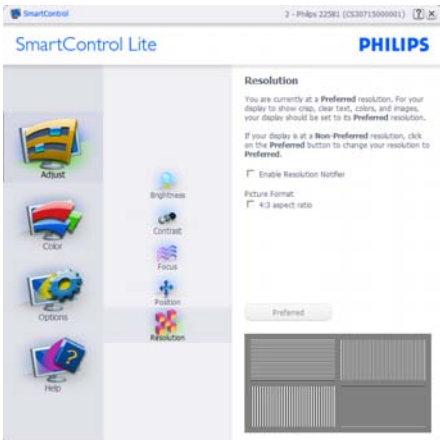 SmartControl
2 - Philips 225B1 (CS30715000001)
SmartControl Lite
PHILIPS
Adjust
Color
Options
Help
Brightness
Contrast
Focus
Position
Resolution
Resolution
You are currently at a Preferred resolution. For your
display to show crisp, clear text, colors, and images,
your display should be set to its Preferred resolution.
If your display is at a Non-Preferred resolution, click
on the Preferred button to change your resolution to
Preferred.
Enable Resolution Notifier
Picture Format
4:3 aspect ratio
Preferred